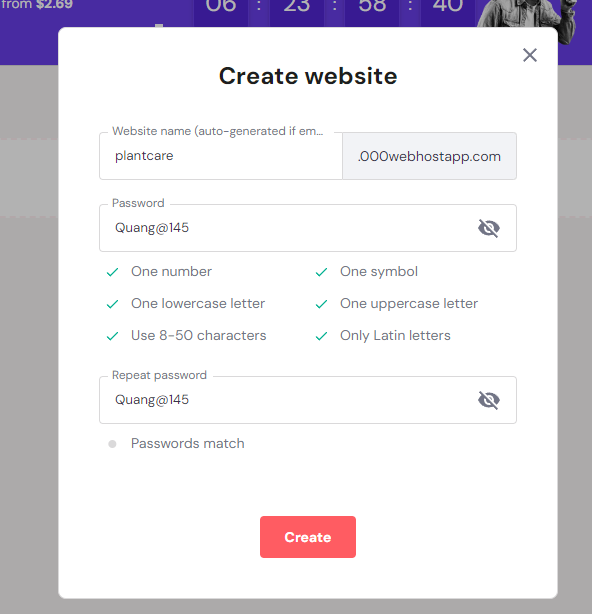 from $2.69
06 : 23 : 58 : 40
Create website
Website name (auto-generated if em...
plantcare
.000webhostapp.com
Password
Quang@145
One number
One symbol
One lowercase letter
One uppercase letter
Use 8-50 characters
Only Latin letters
Repeat password
Quang@145
Passwords match
Create